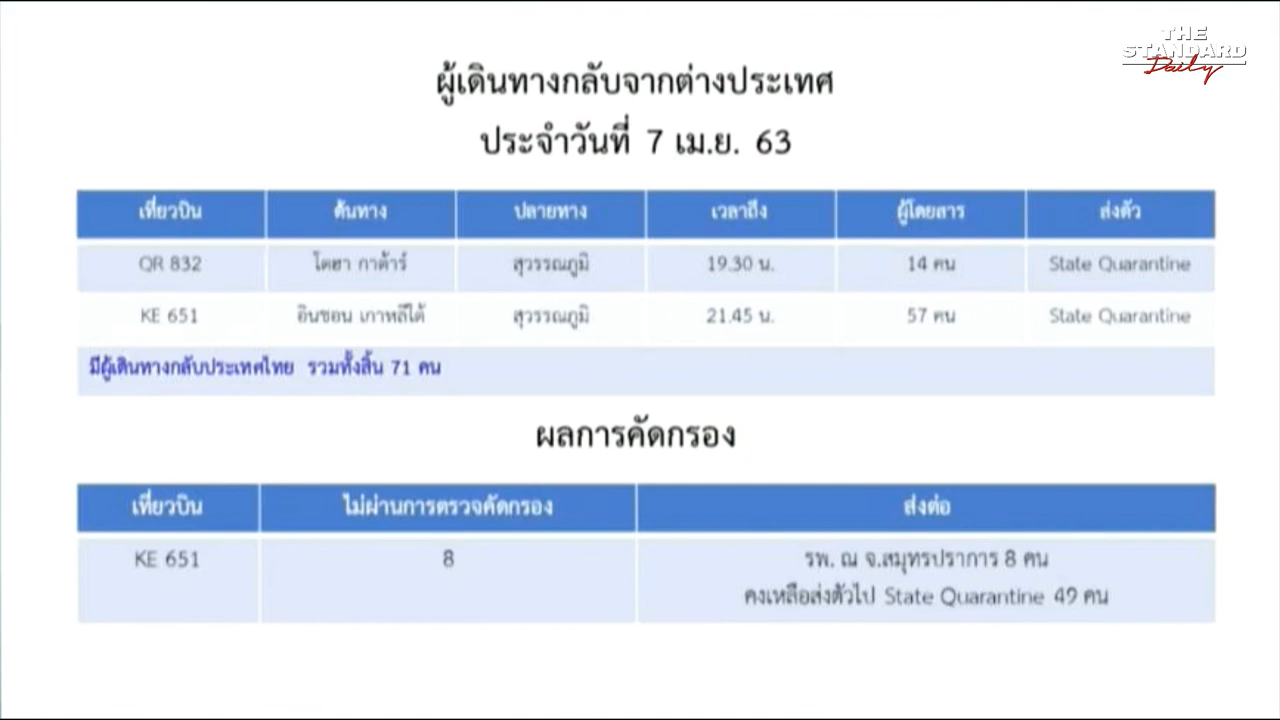 THE
STANDARD
Daily
ผู้เดินทางกลับจากต่างประเทศ
ประจำวันที่ 7 เม.ย. 63
เที่ยวบิน ต้นทาง ปลายทาง เวลาถึง ผู้โดยสาร ส่งตัว
QR 832 โดฮา กาต้าร์ สุวรรณภูมิ 19.30 น. 14 คน State Quarantine
KE 651 อินชอน เกาหลีใต้ สุวรรณภูมิ 21.45 น. 57 คน State Quarantine
มีผู้เดินทางกลับประเทศไทย รวมทั้งสิ้น 71 คน
ผลการคัดกรอง
เที่ยวบิน ไม่ผ่านการตรวจคัดกรอง ส่งต่อ
KE 651 8 รพ. ณ จ.สมุทรปราการ 8 คน
คงเหลือส่งตัวไป State Quarantine 49 คน